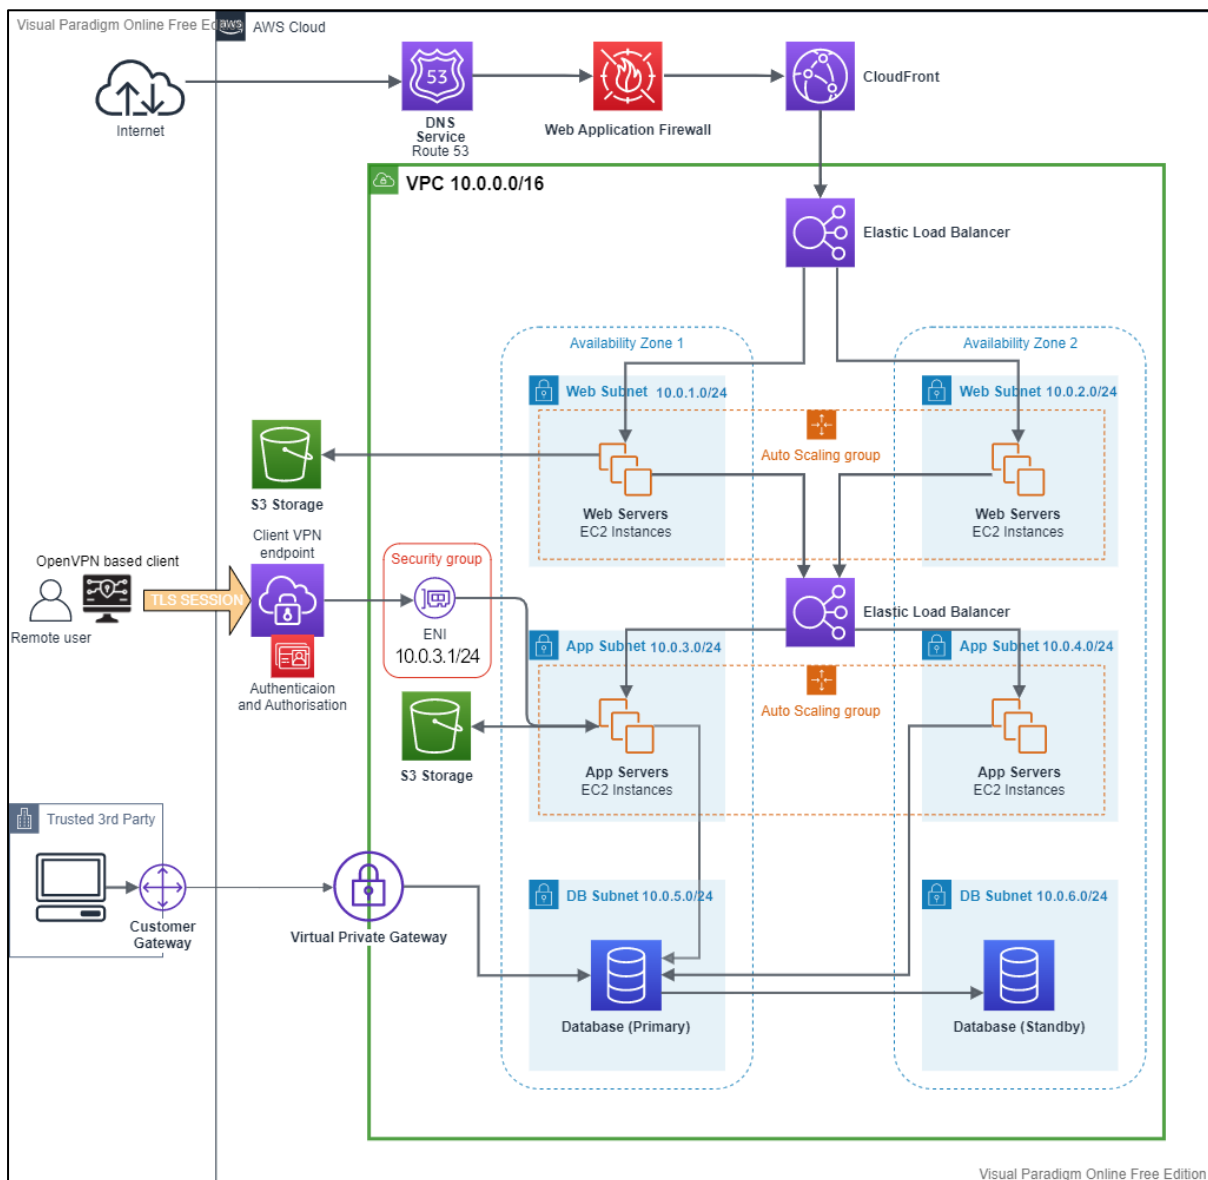 Visual Paradigm Online Free Edition
aws
AWS Cloud
Internet
53
DNS
Service
Route 53
Web Application Firewall
CloudFront
VPC 10.0.0.0/16
Elastic Load Balancer
Availability Zone 1
Availability Zone 2
Web Subnet 10.0.1.0/24
Web Subnet 10.0.2.0/24
Auto Scaling group
S3 Storage
Web Servers
EC2 Instances
Web Servers
EC2 Instances
Client VPN
endpoint
OpenVPN based client
Security group
TLS SESSION
Remote user
ENI
10.0.3.1/24
Elastic Load Balancer
App Subnet 10.0.3.0/24
App Subnet 10.0.4.0/24
Authenticaion
and Authorisation
Auto Scaling group
S3 Storage
App Servers
EC2 Instances
App Servers
EC2 Instances
Trusted 3rd Party
Customer
Gateway
Virtual Private Gateway
DB Subnet 10.0.5.0/24
DB Subnet 10.0.6.0/24
Database (Primary)
Database (Standby)
Visual Paradigm Online Free Edition